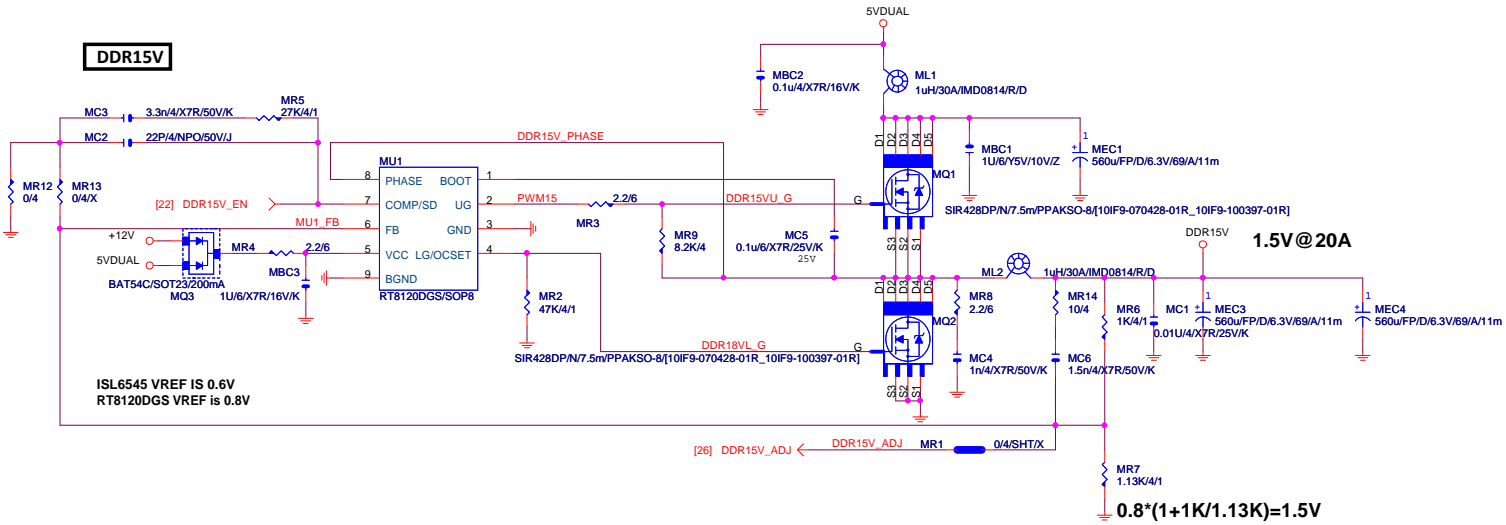 5VDUAL
DDR15V
MBC2
0.1u/4/X7R/16V/K
ML1
1uH/30A/IMD0814/R/D
MC3
3.3n/4/X7R/50V/K
MR5
27K/4/1
MC2
22P/4/NPO/50V/J
DDR15V_PHASE
D1
D2
D3
D4
D5
MBC1
1U/6/Y5V/10V/Z
1
+
MEC1
560u/FP/D/6.3V/69/A/11m
MQ1
MU1
MR12
0/4
MR13
0/4/X
8
PHASE
BOOT
1
[22] DDR15V_EN
7
COMP/SD
UG
2
PWM15
2.2/6
MR3
DDR15VU_G
G
SIR428DP/N/7.5m/PPAKSO-8/[10IF9-070428-01R_10IF9-100397-01R]
MU1_FB
6
FB
GND
3
+12V
5VDUAL
MR4
2.2/6
5
VCC
LG/OCSET
4
MBC3
1U/6/X7R/16V/K
9
BGND
RT8120DGS/SOP8
BAT54C/SOT23/200mA
MQ3
MR9
8.2K/4
MC5
0.1u/6/X7R/25V/K
25V
S3
S2
S1
DDR15V
1.5V@20A
ML2
1uH/30A/IMD0814/R/D
D1
D2
D3
D4
D5
MR2
47K/4/1
MQ2
MR8
2.2/6
MR14
10/4
MR6
1K/4/1
MC1
0.01U/4/X7R/25V/K
1
+
MEC3
560u/FP/D/6.3V/69/A/11m
1
+
MEC4
560u/FP/D/6.3V/69/A/11m
DDR18VL_G
G
SIR428DP/N/7.5m/PPAKSO-8/[10IF9-070428-01R_10IF9-100397-01R]
MC4
1n/4/X7R/50V/K
MC6
1.5n/4/X7R/50V/K
S3
S2
S1
ISL6545 VREF IS 0.6V
RT8120DGS VREF is 0.8V
[26] DDR15V_ADJ
DDR15V_ADJ
MR1
0/4/SHT/X
MR7
1.13K/4/1
0.8*(1+1K/1.13K)=1.5V